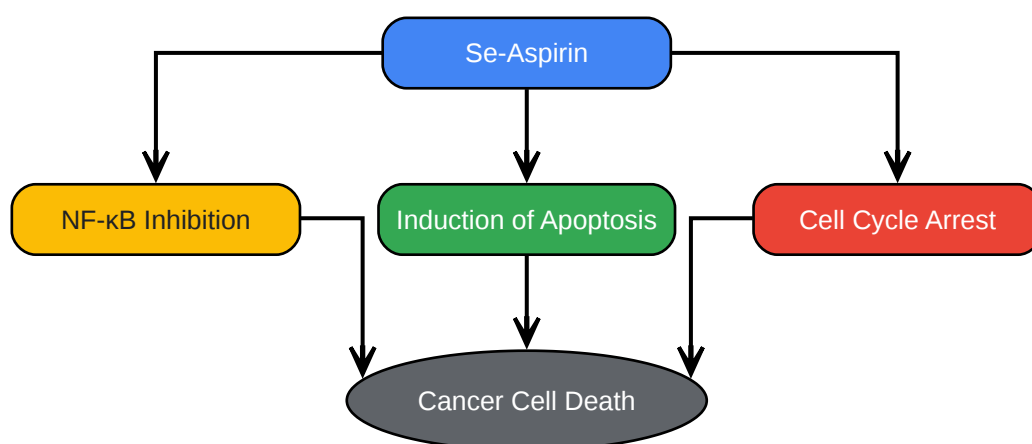 Se-Aspirin
NF-κB Inhibition
Induction of Apoptosis
Cell Cycle Arrest
Cancer Cell Death